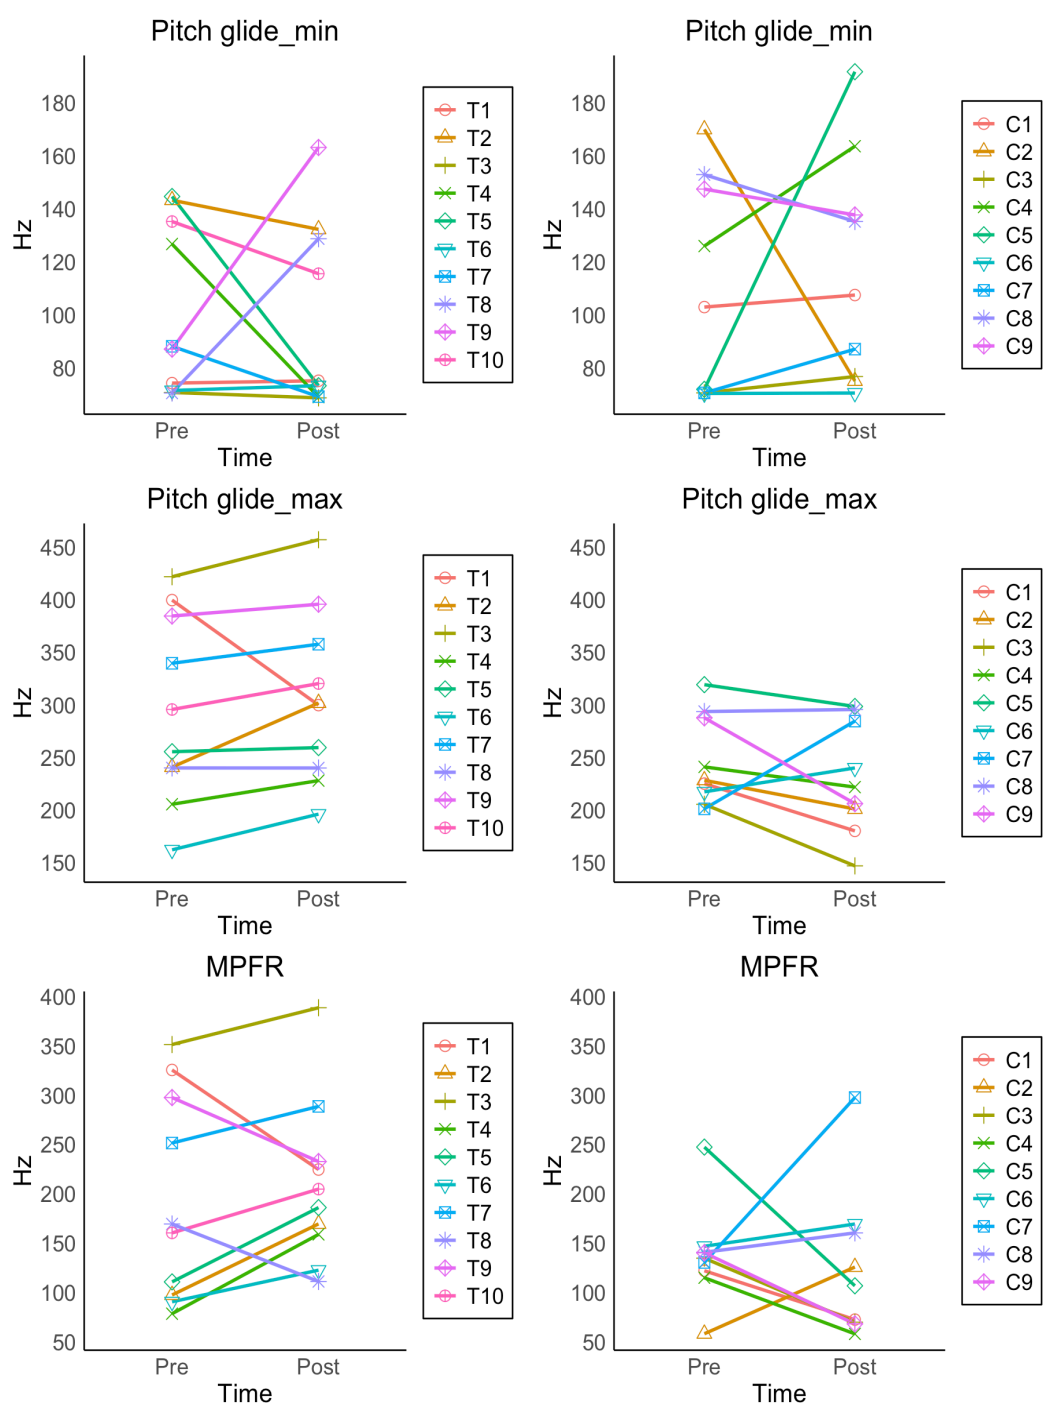 Pitch glide_min
Hz
180
160
140
120
100
80
Pre Post
Time
T1
T2
T3
T4
T5
T6
T7
T8
T9
T10
Pitch glide_min
Hz
180
160
140
120
100
80
Pre Post
Time
C1
C2
C3
C4
C5
C6
C7
C8
C9
Pitch glide_max
Hz
450
400
350
300
250
200
150
Pre Post
Time
T1
T2
T3
T4
T5
T6
T7
T8
T9
T10
Pitch glide_max
Hz
450
400
350
300
250
200
150
Pre Post
Time
C1
C2
C3
C4
C5
C6
C7
C8
C9
MPFR
Hz
400
350
300
250
200
150
100
50
Pre Post
Time
T1
T2
T3
T4
T5
T6
T7
T8
T9
T10
MPFR
Hz
400
350
300
250
200
150
100
50
Pre Post
Time
C1
C2
C3
C4
C5
C6
C7
C8
C9